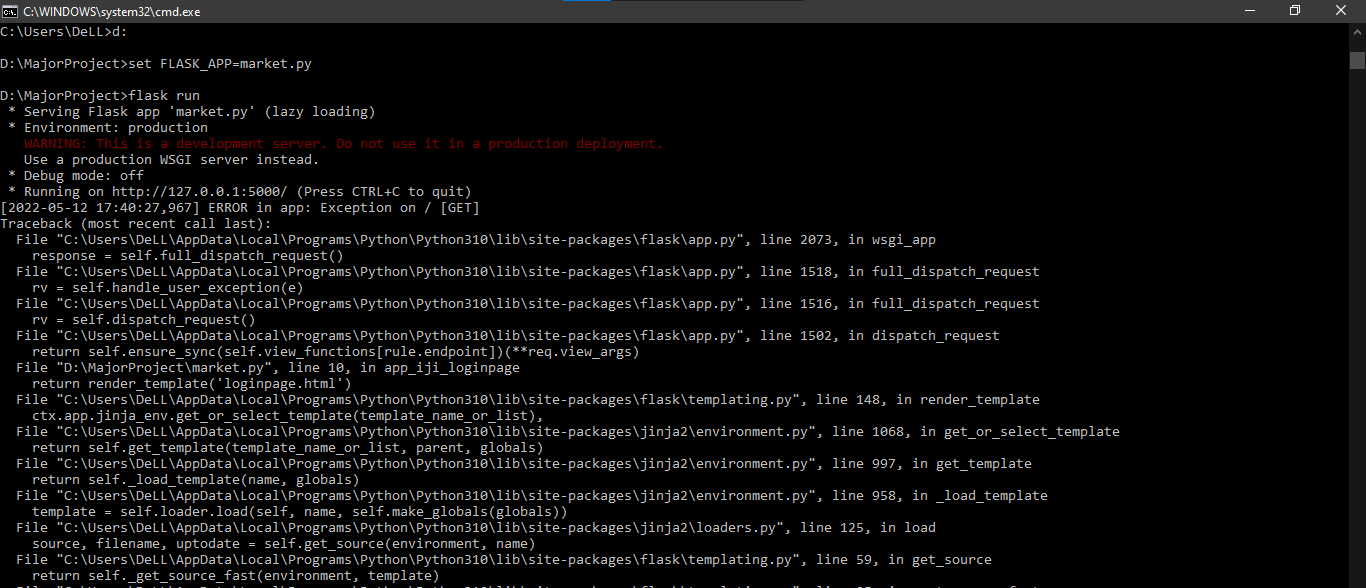 C:\WINDOWS\system32\cmd.exe
C:\Users\DeLL>d:
D:\MajorProject>set FLASK_APP=market.py
D:\MajorProject>flask run
* Serving Flask app 'market.py' (lazy loading)
* Environment: production
WARNING: This is a development server. Do not use it in a production deployment.
Use a production WSGI server instead.
* Debug mode: off
* Running on http://127.0.0.1:5000/ (Press CTRL+C to quit)
[2022-05-12 17:40:27,967] ERROR in app: Exception on / [GET]
Traceback (most recent call last):
File "C:\Users\DeLL\AppData\Local\Programs\Python\Python310\lib\site-packages\flask\app.py", line 2073, in wsgi_app
response = self.full_dispatch_request()
File "C:\Users\DeLL\AppData\Local\Programs\Python\Python310\lib\site-packages\flask\app.py", line 1518, in full_dispatch_request
rv = self.handle_user_exception(e)
File "C:\Users\DeLL\AppData\Local\Programs\Python\Python310\lib\site-packages\flask\app.py", line 1516, in full_dispatch_request
rv = self.dispatch_request()
File "C:\Users\DeLL\AppData\Local\Programs\Python\Python310\lib\site-packages\flask\app.py", line 1502, in dispatch_request
return self.ensure_sync(self.view_functions[rule.endpoint])(**req.view_args)
File "D:\MajorProject\market.py", line 10, in app_iji_loginpage
return render_template('loginpage.html')
File "C:\Users\DeLL\AppData\Local\Programs\Python\Python310\lib\site-packages\flask\templating.py", line 148, in render_template
ctx.app.jinja_env.get_or_select_template(template_name_or_list),
File "C:\Users\DeLL\AppData\Local\Programs\Python\Python310\lib\site-packages\jinja2\environment.py", line 1068, in get_or_select_template
return self.get_template(template_name_or_list, parent, globals)
File "C:\Users\DeLL\AppData\Local\Programs\Python\Python310\lib\site-packages\jinja2\environment.py", line 997, in get_template
return self._load_template(name, globals)
File "C:\Users\DeLL\AppData\Local\Programs\Python\Python310\lib\site-packages\jinja2\environment.py", line 958, in _load_template
template = self.loader.load(self, name, self.make_globals(globals))
File "C:\Users\DeLL\AppData\Local\Programs\Python\Python310\lib\site-packages\jinja2\loaders.py", line 125, in load
source, filename, uptodate = self.get_source(environment, name)
File "C:\Users\DeLL\AppData\Local\Programs\Python\Python310\lib\site-packages\flask\templating.py", line 59, in get_source
return self._get_source_fast(environment, template)